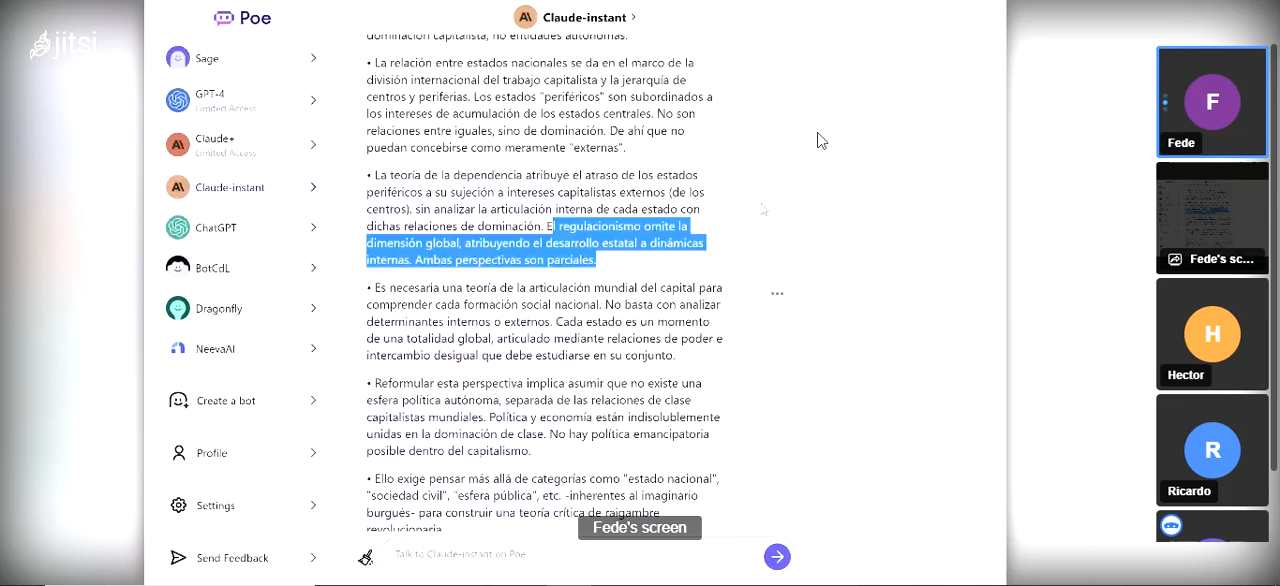 jitsi
Poe
Claude-instant
Sage
GPT-4
Limited Access
Claude+
Limited Access
Claude-instant
ChatGPT
BotCdL
Dragonfly
NeevaAI
Create a bot
Profile
Settings
Send Feedback
dominación capitalista, no entidades autónomas.
• La relación entre estados nacionales se da en el marco de la
división internacional del trabajo capitalista y la jerarquía de
centros y periferias. Los estados "periféricos" son subordinados a
los intereses de acumulación de los estados centrales. No son
relaciones entre iguales, sino de dominación. De ahí que no
puedan concebirse como meramente "externas".
• La teoría de la dependencia atribuye el atraso de los estados
periféricos a su sujeción a intereses capitalistas externos (de los
centros), sin analizar la articulación interna de cada estado con
dichas relaciones de dominación. El regulacionismo omite la
dimensión global, atribuyendo el desarrollo estatal a dinámicas
internas. Ambas perspectivas son parciales.
• Es necesaria una teoría de la articulación mundial del capital para
comprender cada formación social nacional. No basta con analizar
determinantes internos o externos. Cada estado es un momento
de una totalidad global, articulado mediante relaciones de poder e
intercambio desigual que debe estudiarse en su conjunto.
• Reformular esta perspectiva implica asumir que no existe una
esfera política autónoma, separada de las relaciones de clase
capitalistas mundiales. Política y economía están indisolublemente
unidas en la dominación de clase. No hay política emancipatoria
posible dentro del capitalismo.
• Ello exige pensar más allá de categorías como "estado nacional",
"sociedad civil", "esfera pública", etc. -inherentes al imaginario
burgués- para construir una teoría crítica de raigambre
revolucionaria.
Fede's screen
Talk to Claude-instant on Poe
F
Fede
Fede's sc...
H
Hector
R
Ricardo